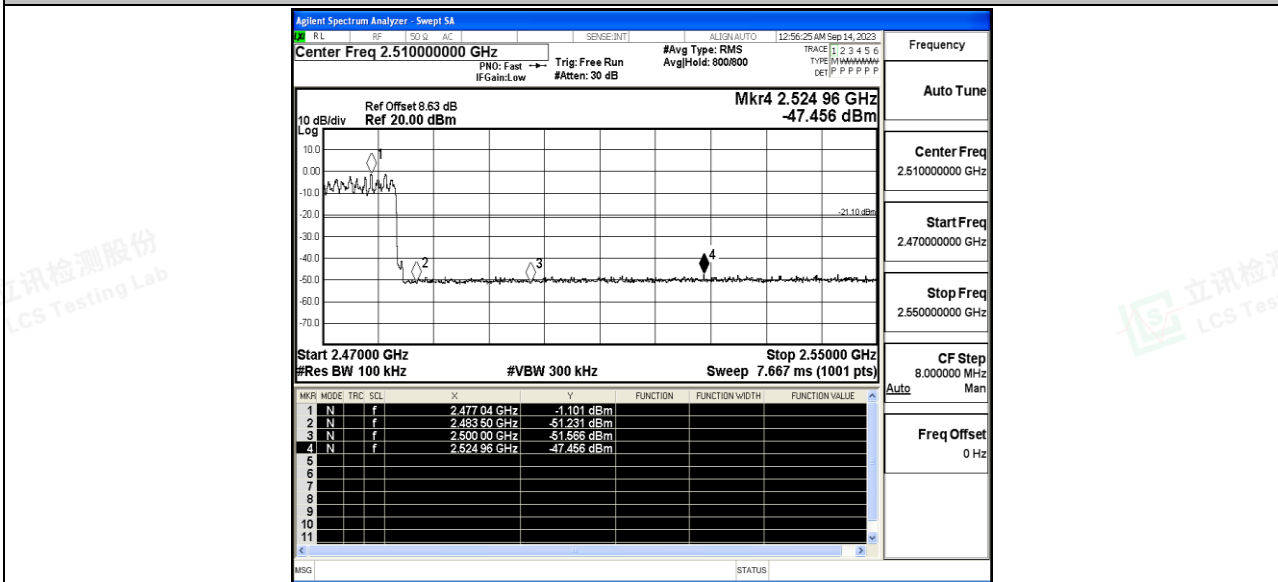 Agilent Spectrum Analyzer - Swept SA
LXI RL RF 50 Ω AC SENSE:INT ALIGN AUTO 12:56:25 AM Sep 14, 2023
Center Freq 2.510000000 GHz
PNO: Fast
IFGain:Low
Trig: Free Run
#Atten: 30 dB
#Avg Type: RMS
Avg|Hold: 800/800
TRACE 1 2 3 4 5 6
TYPE M W W W W W
DET P P P P P P
Mkr4 2.524 96 GHz
-47.456 dBm
Ref Offset 8.63 dB
10 dB/div Ref 20.00 dBm
Log
10.0
0.00
-10.0
-20.0
-30.0
-40.0
-50.0
-60.0
-70.0
1
2
3
4
-21.10 dBm
Start 2.47000 GHz Stop 2.55000 GHz
#Res BW 100 kHz #VBW 300 kHz Sweep 7.667 ms (1001 pts)
MKR MODE TRC SCL X Y FUNCTION FUNCTION WIDTH FUNCTION VALUE
1 N f 2.477 04 GHz -1.101 dBm
2 N f 2.483 50 GHz -51.231 dBm
3 N f 2.500 00 GHz -51.566 dBm
4 N f 2.524 96 GHz -47.456 dBm
5
6
7
8
9
10
11
MSG STATUS
Frequency
Auto Tune
Center Freq
2.510000000 GHz
Start Freq
2.470000000 GHz
Stop Freq
2.550000000 GHz
CF Step
8.000000 MHz
Auto Man
Freq Offset
0 Hz
立讯检测股份
LCS Testing Lab
立讯检测
LCS Tes